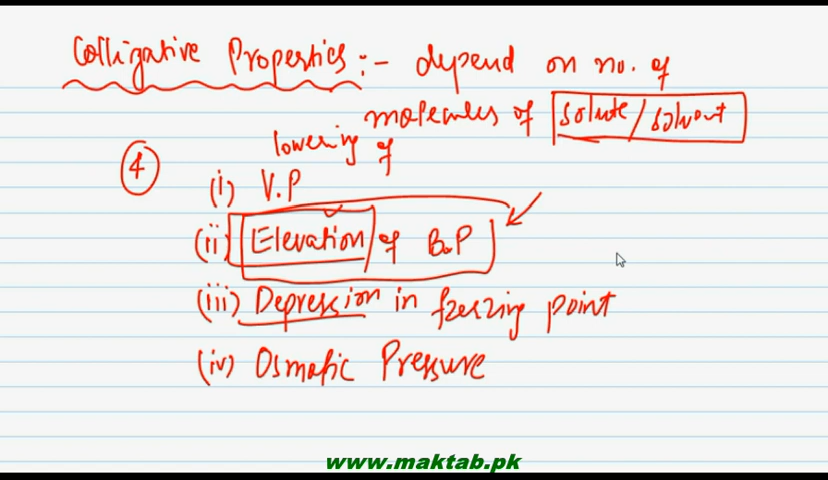 Colligative Properties :- depend on no. of
molecules of solute/solvent
lowering of
4
(i) V.P
(ii) Elevation of B.P
(iii) Depression in freezing point
(iv) Osmatic Pressure
www.maktab.pk